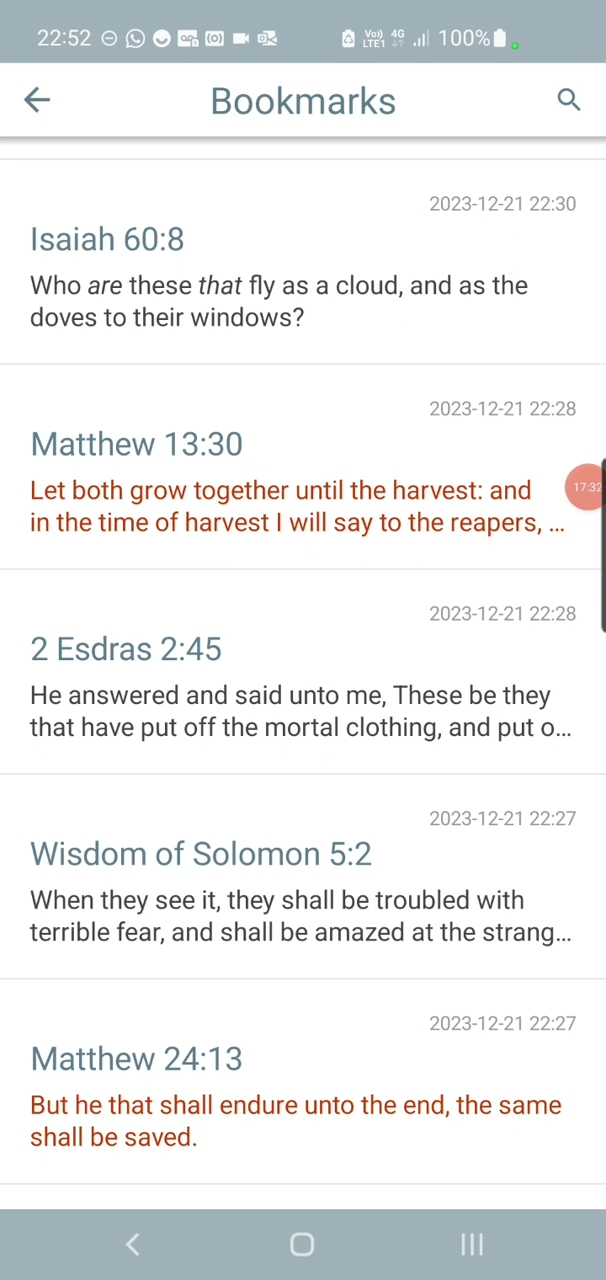 22:52 Vo) 4G LTE1 100%
Bookmarks
2023-12-21 22:30
Isaiah 60:8
Who are these that fly as a cloud, and as the
doves to their windows?
2023-12-21 22:28
Matthew 13:30
Let both grow together until the harvest: and
in the time of harvest I will say to the reapers, ...
17:32
2023-12-21 22:28
2 Esdras 2:45
He answered and said unto me, These be they
that have put off the mortal clothing, and put o...
2023-12-21 22:27
Wisdom of Solomon 5:2
When they see it, they shall be troubled with
terrible fear, and shall be amazed at the strang...
2023-12-21 22:27
Matthew 24:13
But he that shall endure unto the end, the same
shall be saved.